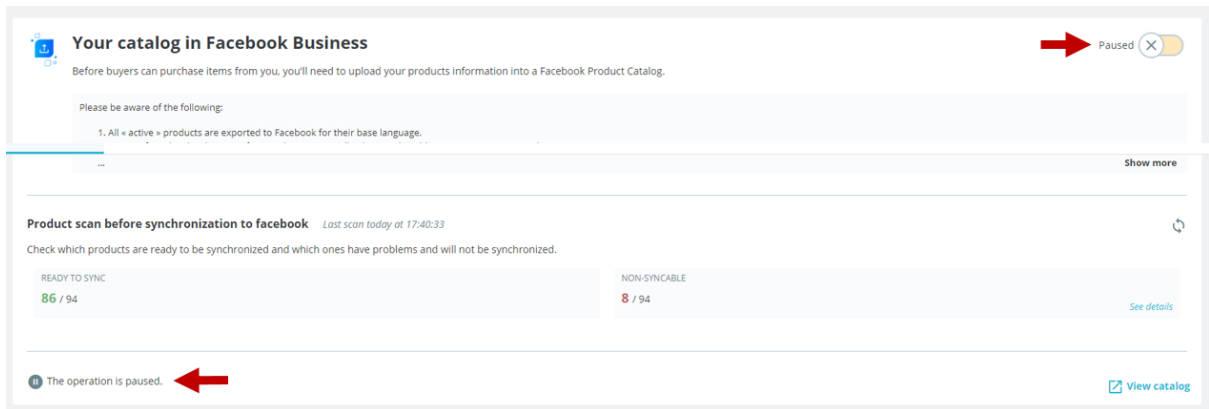 Your catalog in Facebook Business
Paused
Before buyers can purchase items from you, you'll need to upload your products information into a Facebook Product Catalog.
Please be aware of the following:
1. All « active » products are exported to Facebook for their base language.
...
Show more
Product scan before synchronization to facebook Last scan today at 17:40:33
Check which products are ready to be synchronized and which ones have problems and will not be synchronized.
READY TO SYNC
86 / 94
NON-SYNCABLE
8 / 94
See details
The operation is paused.
View catalog